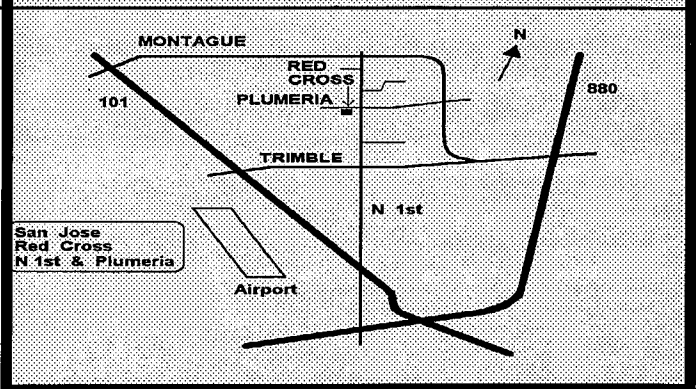 MONTAGUE
N
RED
CROSS
880
101
PLUMERIA
TRIMBLE
N 1st
San Jose
Red Cross
N 1st & Plumeria
Airport